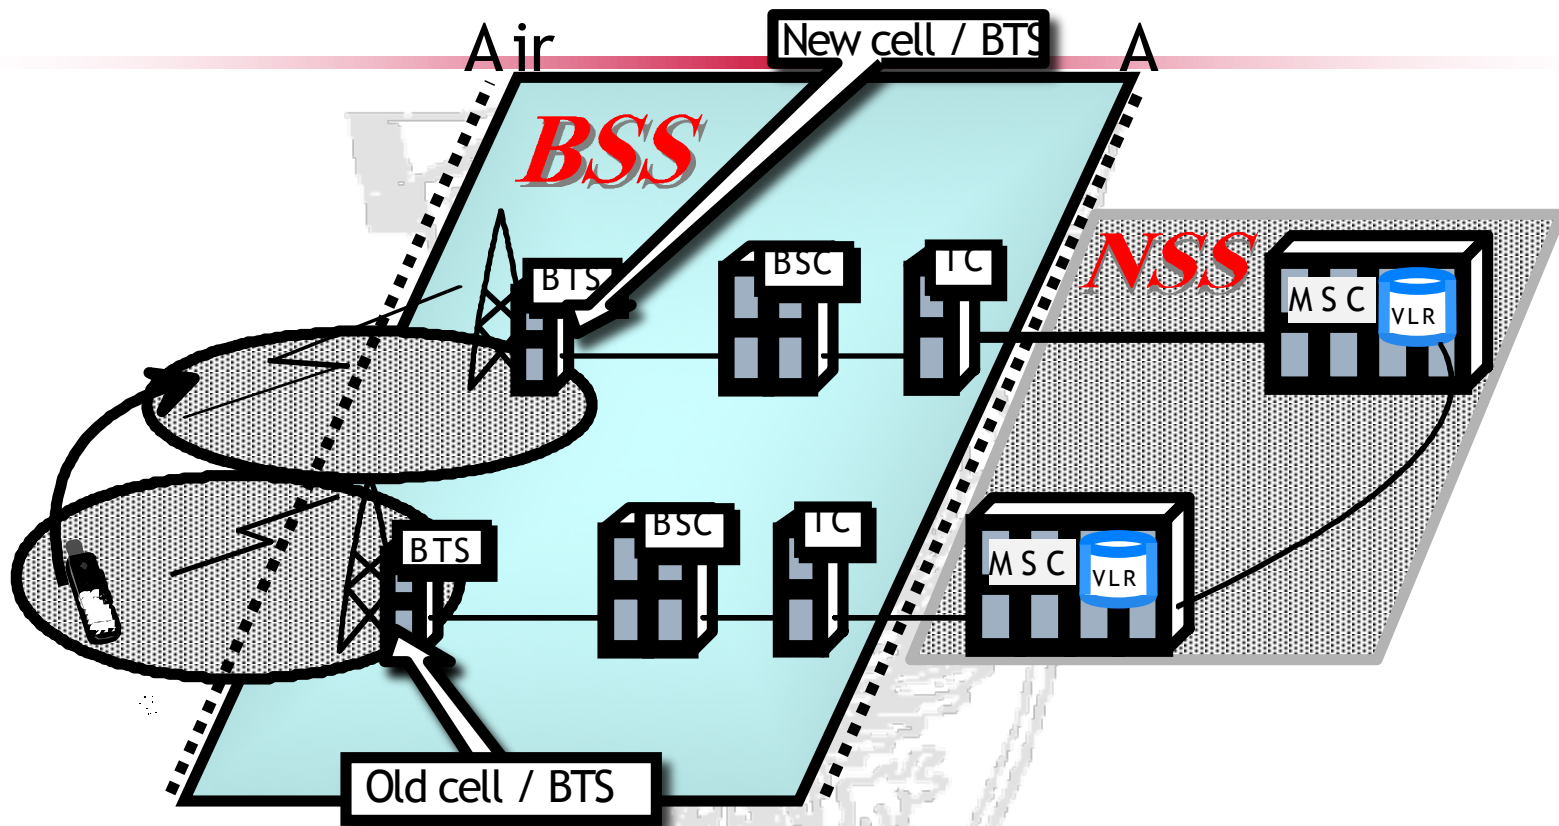 Air
New cell / BTS
A
BSS
NSS
BTS
BSC
TC
MSC
VLR
BTS
BSC
TC
MSC
VLR
Old cell / BTS